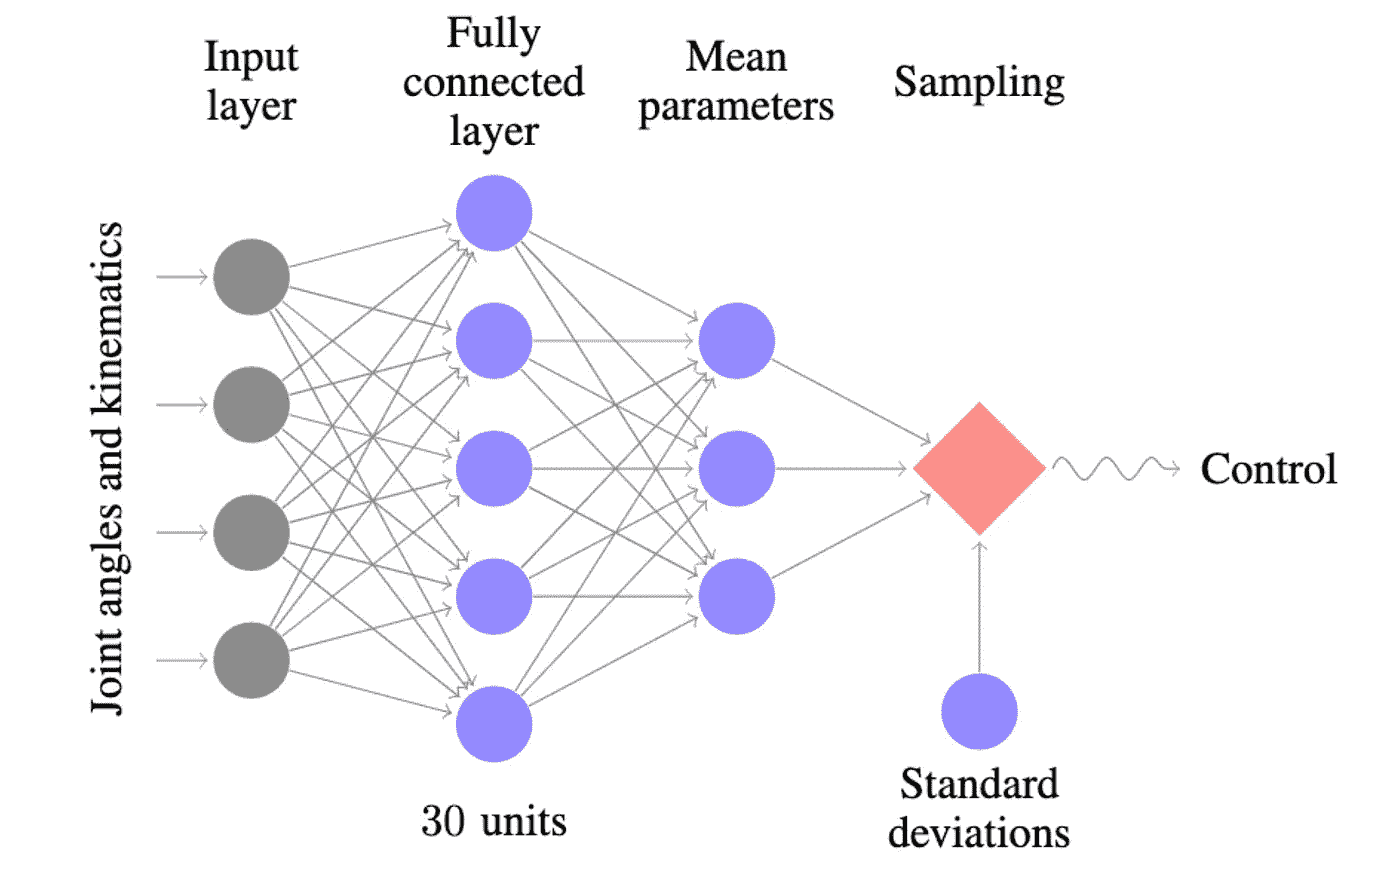 Input
layer
Fully
connected
layer
Mean
parameters
Sampling
Joint angles and kinematics
Control
30 units
Standard
deviations